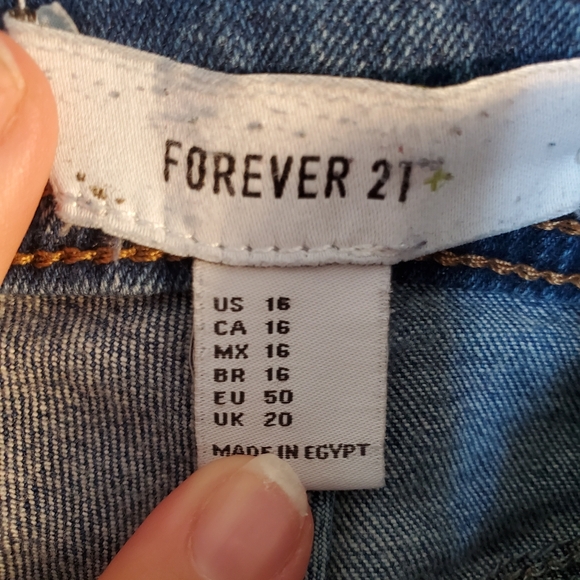 FOREVER 21+
US 16
CA 16
MX 16
BR 16
EU 50
UK 20
MADE IN EGYPT